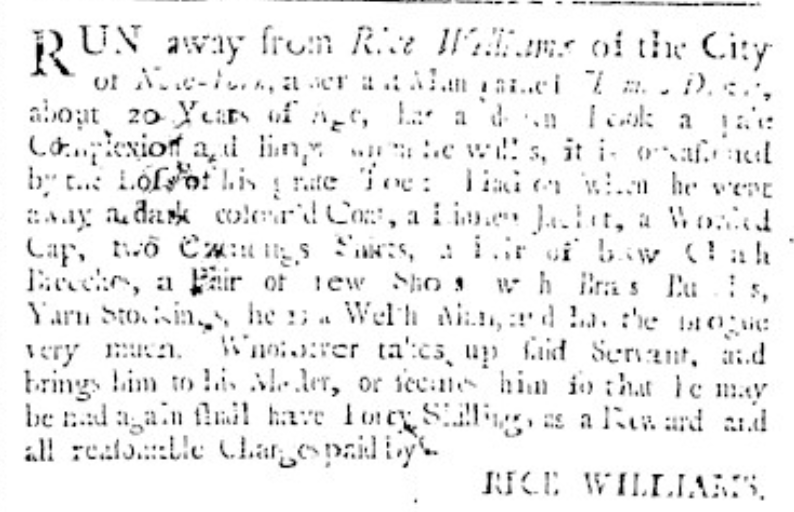 RUN away from Rice Williams of the City
of New-York, a Servant Man named
about 20 Years of Age, has a down Look a pale
Complexion and limps when he walks, it is occasioned
by the Loss of his great Toe: Had on when he went
away a dark colour'd Coat, a Linnen Jacket, a Worsted
Cap, two Shirts, a Pair of Cloath
Breeches, a Pair of new Shoes with Brass Buckles,
Yarn Stockings, he is a Welsh Man, and has the brogue
very much. Whosoever takes up said Servant, and
brings him to his Master, or secures him so that he may
be had again shall have Forty Shillings as a Reward and
all reasonable Charges paid by
RICE WILLIAMS.